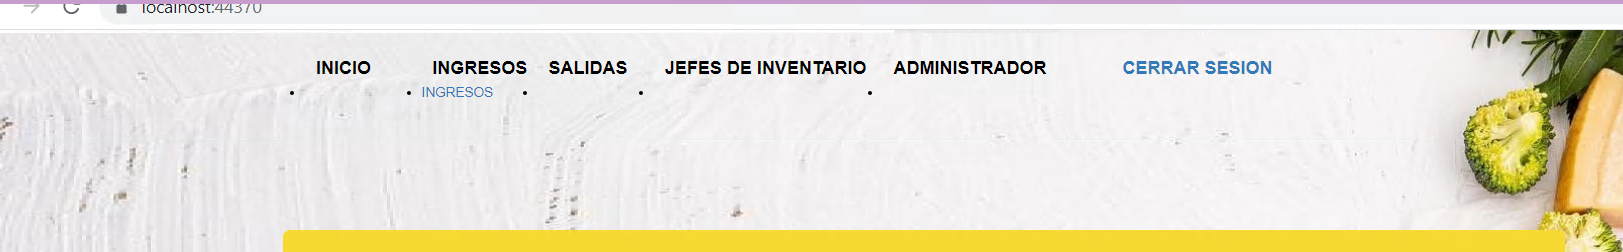 localhost:44370
INICIO INGRESOS SALIDAS JEFES DE INVENTARIO ADMINISTRADOR CERRAR SESION
INGRESOS